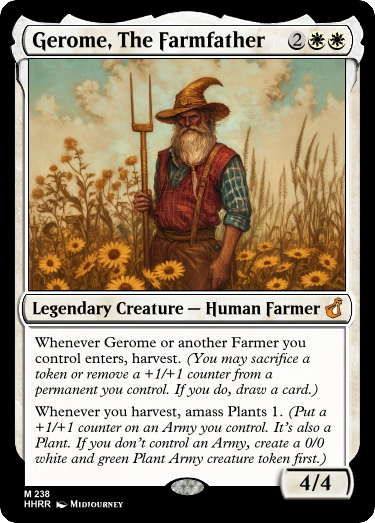 Gerome, The Farmfather 2
Legendary Creature — Human Farmer
Whenever Gerome or another Farmer you
control enters, harvest. (You may sacrifice a
token or remove a +1/+1 counter from a
permanent you control. If you do, draw a card.)
Whenever you harvest, amass Plants 1. (Put a
+1/+1 counter on an Army you control. It's also a
Plant. If you don't control an Army, create a 0/0
white and green Plant Army creature token first.)
4/4
M 238
HHRR Midjourney